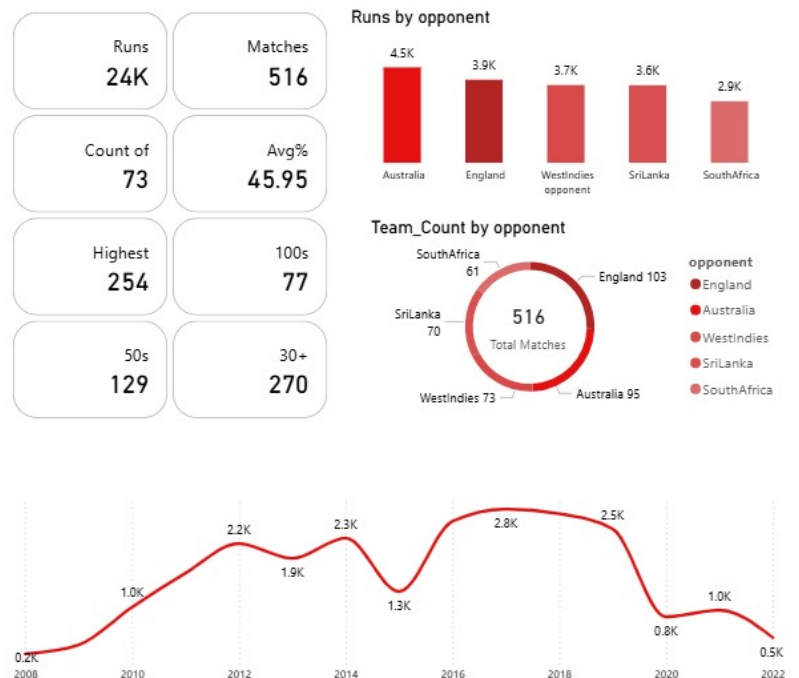 Runs
24K
Matches
516
Count of
73
Avg%
45.95
Highest
254
100s
77
50s
129
30+
270
Runs by opponent
4.5K
3.9K
3.7K
3.6K
2.9K
Australia
England
WestIndies
SriLanka
SouthAfrica
opponent
Team_Count by opponent
SouthAfrica
61
England 103
SriLanka
70
516
Total Matches
WestIndies 73
Australia 95
opponent
England
Australia
WestIndies
SriLanka
SouthAfrica
0.2K
1.0K
2.2K
1.9K
2.3K
1.3K
2.8K
2.5K
0.8K
1.0K
0.5K
2008
2010
2012
2014
2016
2018
2020
2022